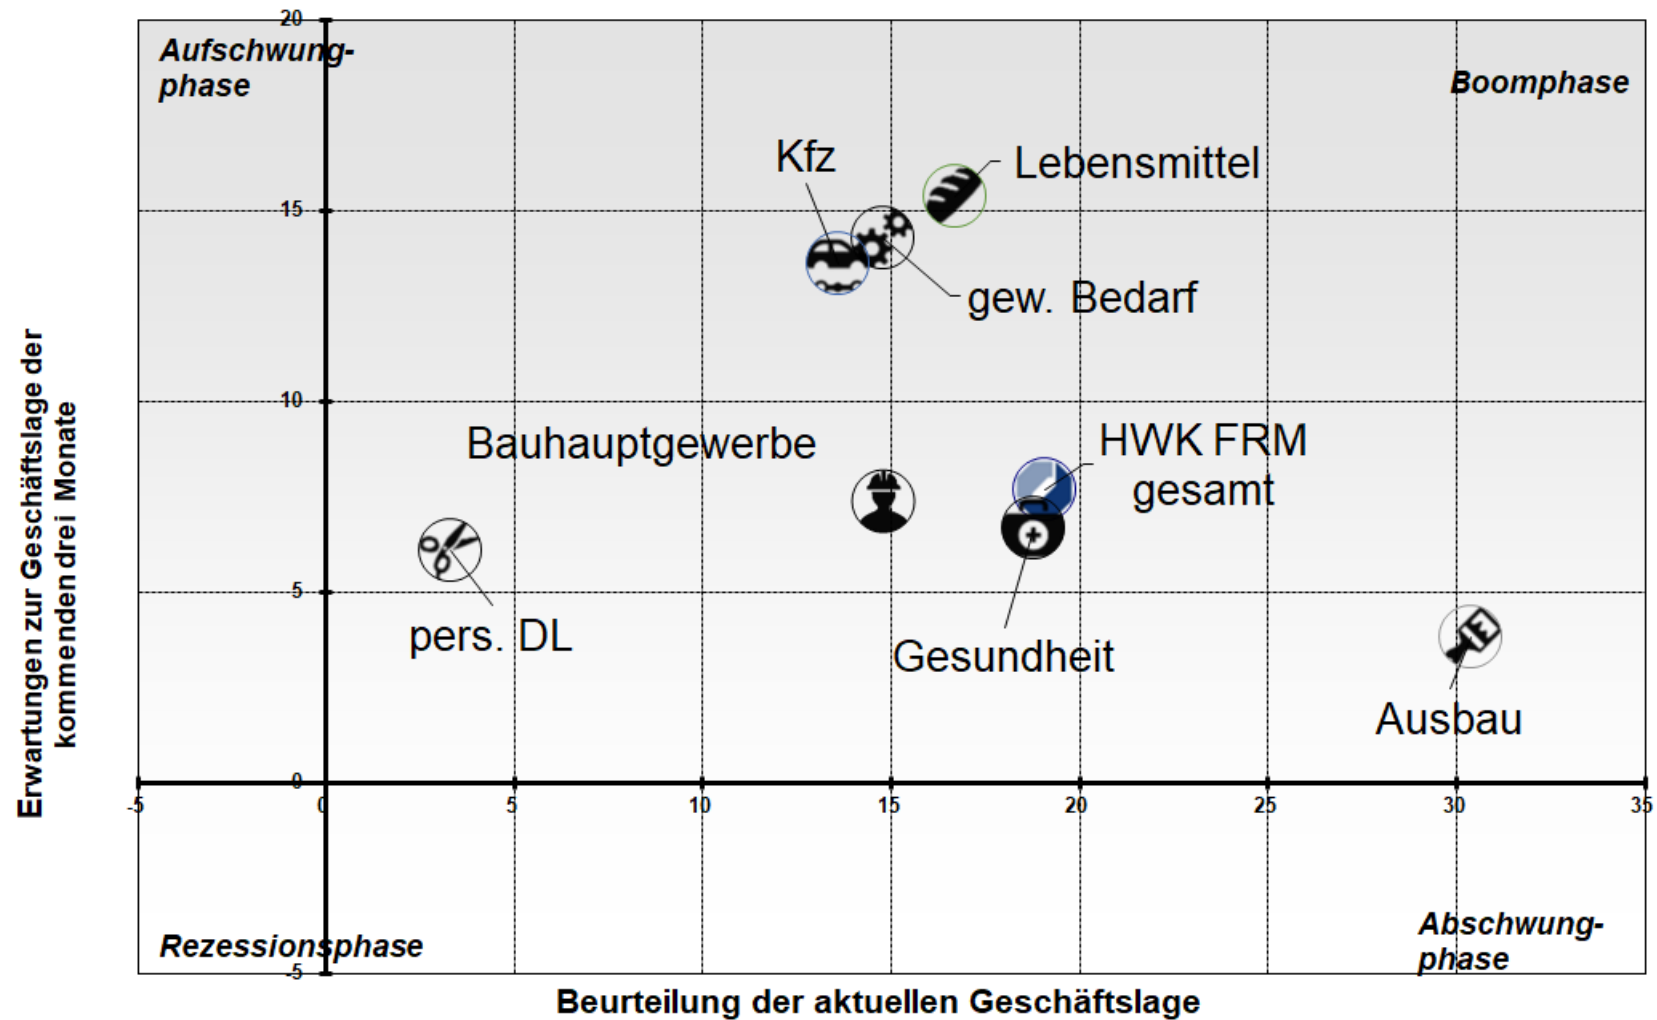 20
Aufschwung-
phase
Boomphase
Kfz
Lebensmittel
15
gew. Bedarf
10
Bauhauptgewerbe
HWK FRM
gesamt
5
pers. DL
Gesundheit
Ausbau
0
-5
0
5
10
15
20
25
30
35
Rezessionsphase
Abschwung-
phase
-5
Erwartungen zur Geschäftslage der
kommenden drei Monate
Beurteilung der aktuellen Geschäftslage